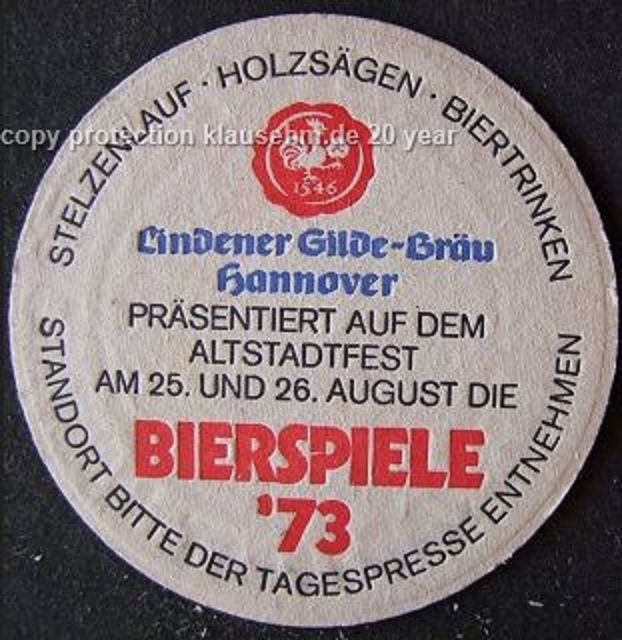 STELZENLAUF · HOLZSÄGEN · BIERTRINKEN
copy protection klausehm.de 20 year
1546
Lindener Gilde-Bräu
Hannover
PRÄSENTIERT AUF DEM
ALTSTADTFEST
AM 25. UND 26. AUGUST DIE
BIERSPIELE
'73
STANDORT BITTE DER TAGESPRESSE ENTNEHMEN